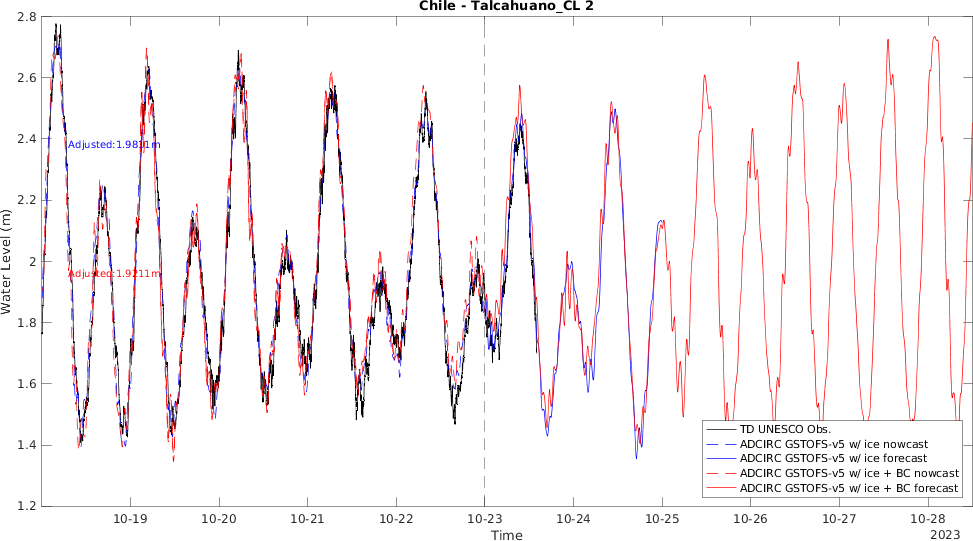 Chile - Talcahuano_CL 2
2.8
2.6
2.4
2.2
2
1.8
1.6
1.4
1.2
Water Level (m)
Adjusted:1.9811m
Adjusted:1.9211m
TD UNESCO Obs.
ADCIRC GSTOFS-v5 w/ ice nowcast
ADCIRC GSTOFS-v5 w/ ice forecast
ADCIRC GSTOFS-v5 w/ ice + BC nowcast
ADCIRC GSTOFS-v5 w/ ice + BC forecast
10-19 10-20 10-21 10-22 10-23 10-24 10-25 10-26 10-27 10-28
Time
2023